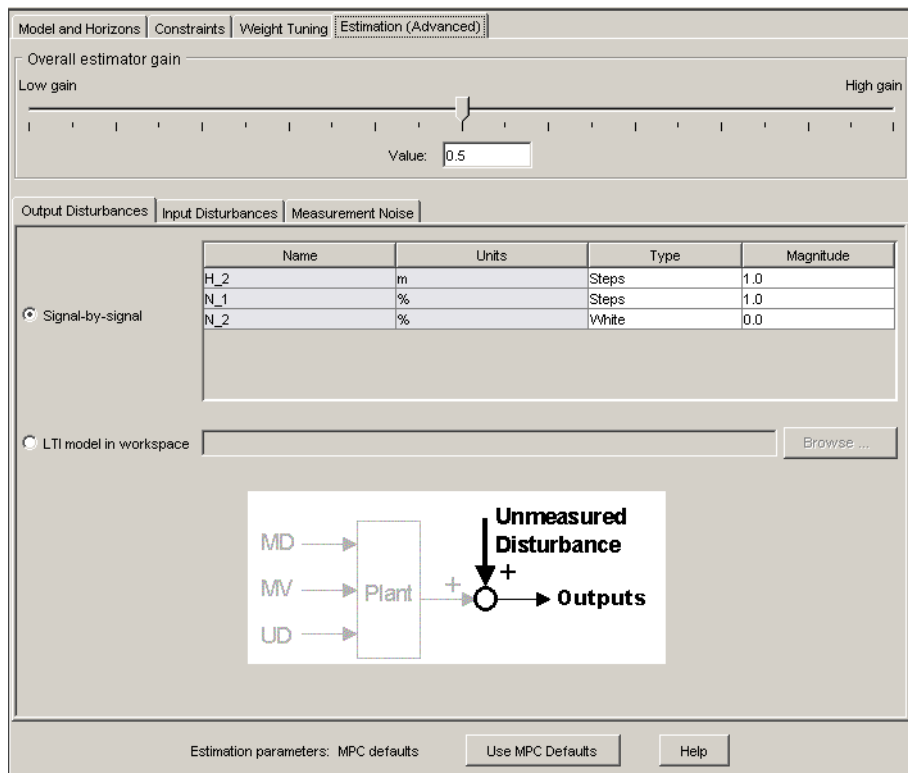 Model and Horizons Constraints Weight Tuning Estimation (Advanced)
Overall estimator gain
Low gain High gain
Value: 0.5
Output Disturbances Input Disturbances Measurement Noise
Signal-by-signal
Name Units Type Magnitude
H_2 m Steps 1.0
N_1 % Steps 1.0
N_2 % White 0.0
LTI model in workspace Browse ...
Unmeasured
Disturbance
MD
MV
UD
Plant
+
+
Outputs
Estimation parameters: MPC defaults Use MPC Defaults Help